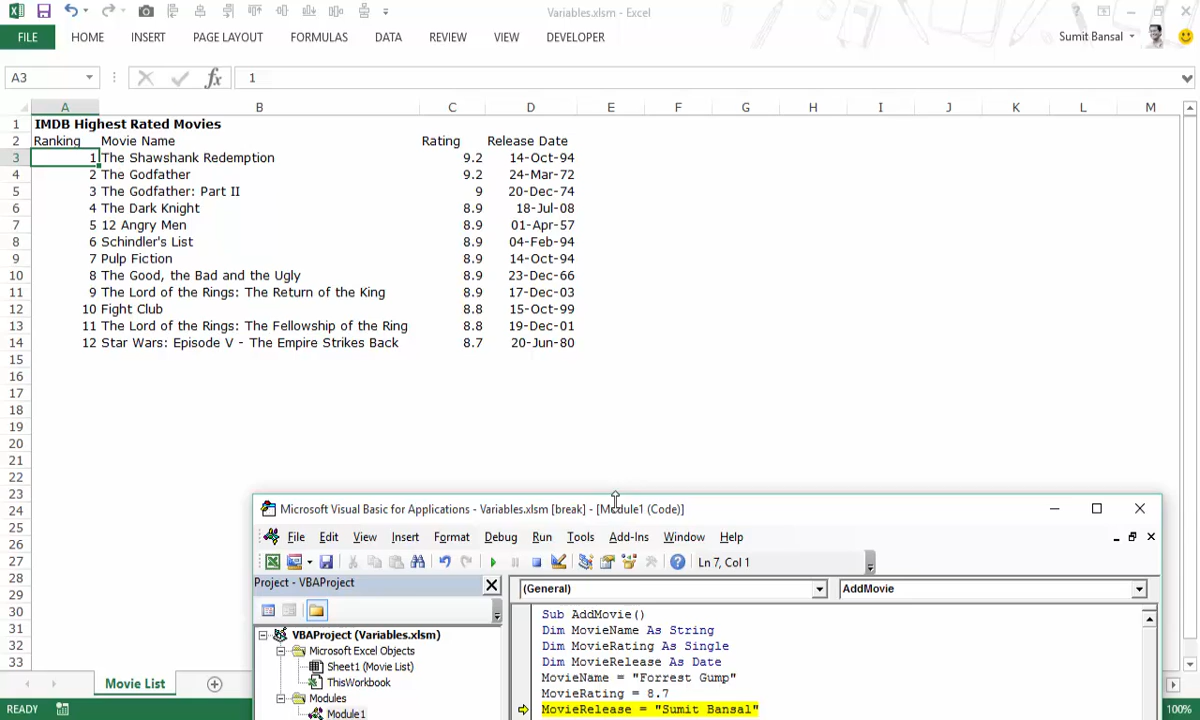 Variables.xlsm - Excel
FILE HOME INSERT PAGE LAYOUT FORMULAS DATA REVIEW VIEW DEVELOPER Sumit Bansal
A3 fx 1
A B C D E F G H I J K L M
1 IMDB Highest Rated Movies
2 Ranking Movie Name Rating Release Date
3 1 The Shawshank Redemption 9.2 14-Oct-94
4 2 The Godfather 9.2 24-Mar-72
5 3 The Godfather: Part II 9 20-Dec-74
6 4 The Dark Knight 8.9 18-Jul-08
7 5 12 Angry Men 8.9 01-Apr-57
8 6 Schindler's List 8.9 04-Feb-94
9 7 Pulp Fiction 8.9 14-Oct-94
10 8 The Good, the Bad and the Ugly 8.9 23-Dec-66
11 9 The Lord of the Rings: The Return of the King 8.9 17-Dec-03
12 10 Fight Club 8.8 15-Oct-99
13 11 The Lord of the Rings: The Fellowship of the Ring 8.8 19-Dec-01
14 12 Star Wars: Episode V - The Empire Strikes Back 8.7 20-Jun-80
15
16
17
18
19
20
21
22
23
24
25
26
27
28
29
30
31
32
33
Microsoft Visual Basic for Applications - Variables.xlsm [break] - [Module1 (Code)]
File Edit View Insert Format Debug Run Tools Add-Ins Window Help
Ln 7, Col 1
Project - VBAProject
(General) AddMovie
VBAProject (Variables.xlsm)
Microsoft Excel Objects
Sheet1 (Movie List)
ThisWorkbook
Modules
Module1
Sub AddMovie()
Dim MovieName As String
Dim MovieRating As Single
Dim MovieRelease As Date
MovieName = "Forrest Gump"
MovieRating = 8.7
MovieRelease = "Sumit Bansal"
Movie List
READY 100%